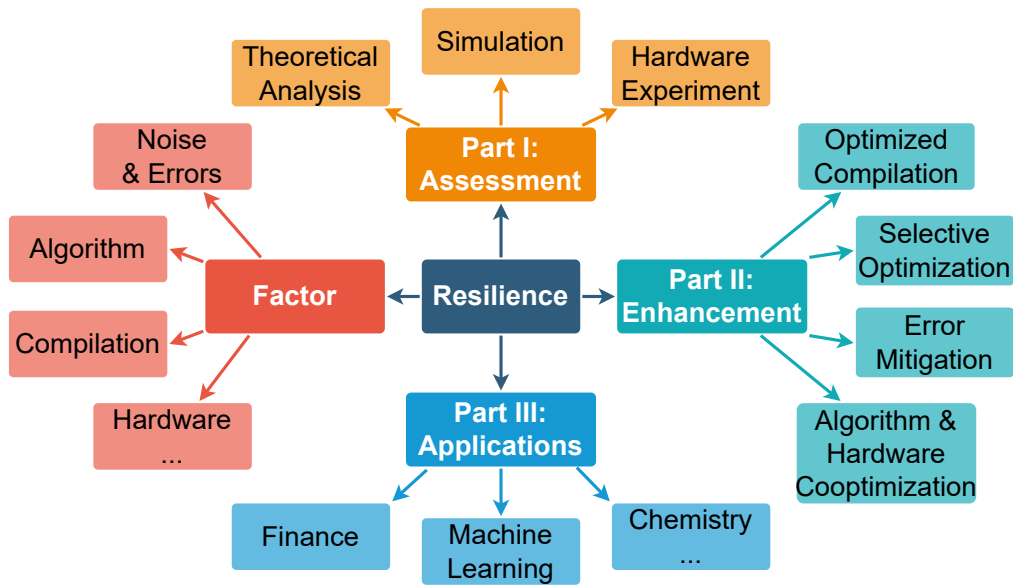 Simulation
Theoretical
Analysis
Hardware
Experiment
Part I:
Assessment
Noise
& Errors
Algorithm
Compilation
Hardware
...
Factor
Resilience
Part II:
Enhancement
Optimized
Compilation
Selective
Optimization
Error
Mitigation
Algorithm &
Hardware
Cooptimization
Part III:
Applications
Finance
Machine
Learning
Chemistry
...